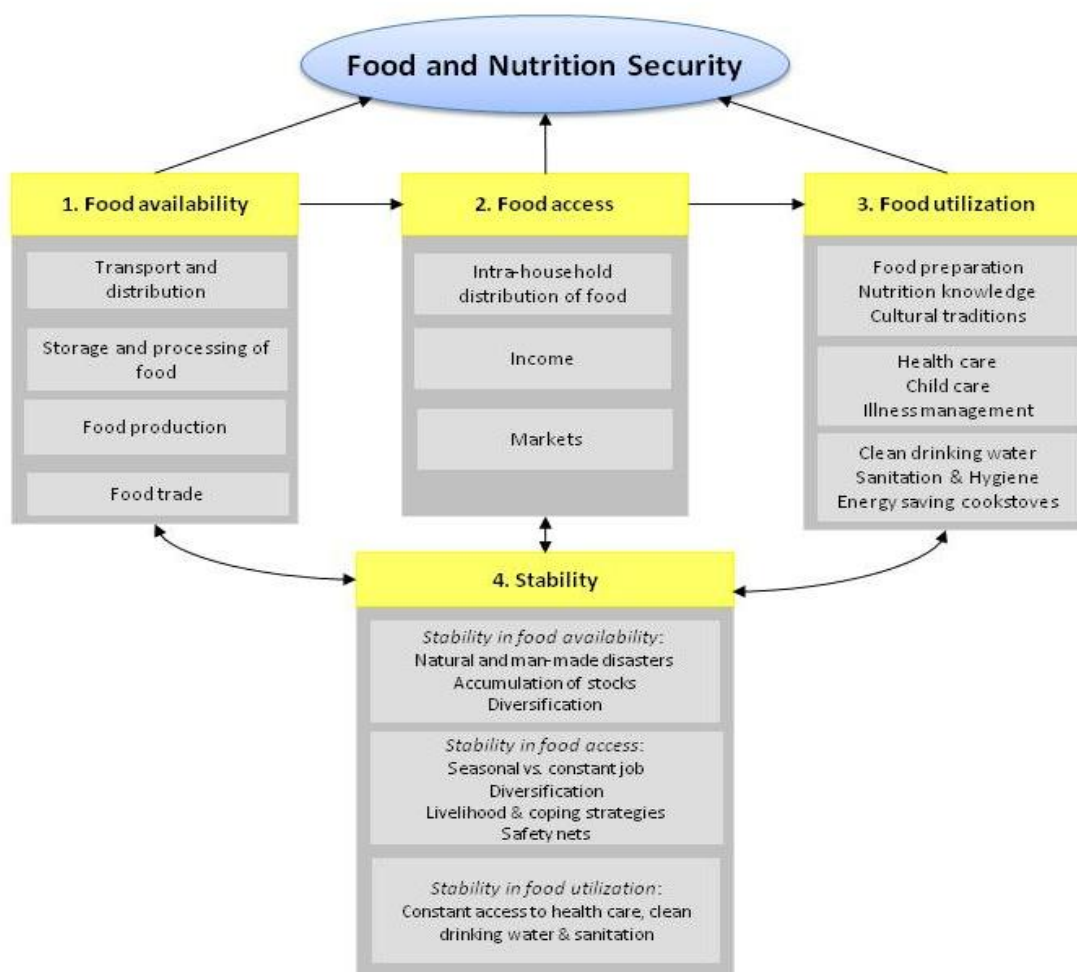 Food and Nutrition Security
1. Food availability
Transport and
distribution
Storage and processing of
food
Food production
Food trade
2. Food access
Intra-household
distribution of food
Income
Markets
3. Food utilization
Food preparation
Nutrition knowledge
Cultural traditions
Health care
Child care
Illness management
Clean drinking water
Sanitation & Hygiene
Energy saving cookstoves
4. Stability
Stability in food availability:
Natural and man-made disasters
Accumulation of stocks
Diversification
Stability in food access:
Seasonal vs. constant job
Diversification
Livelihood & coping strategies
Safety nets
Stability in food utilization:
Constant access to health care, clean
drinking water & sanitation